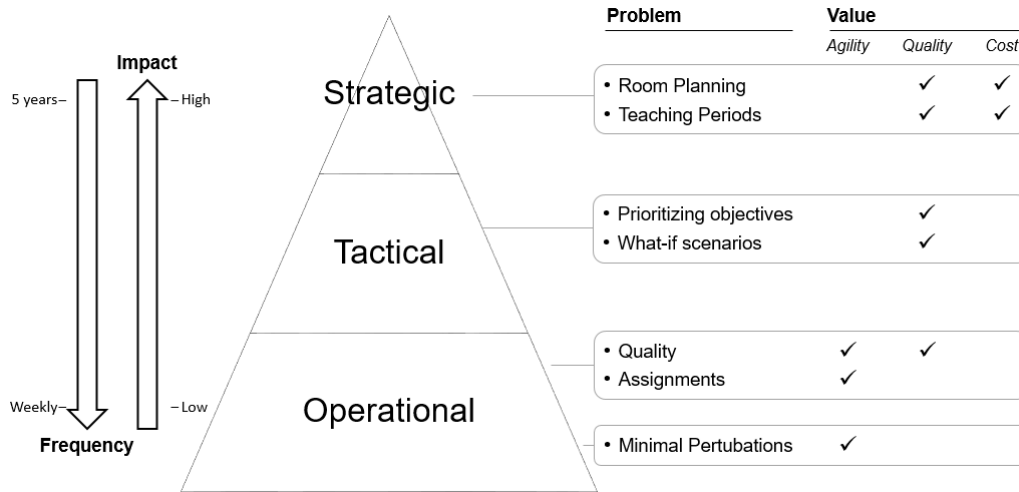 Problem Value
Agility Quality Cost
Impact
5 years
High
Strategic
• Room Planning ✓ ✓
• Teaching Periods ✓ ✓
Tactical
• Prioritizing objectives ✓
• What-if scenarios ✓
Operational
• Quality ✓ ✓
• Assignments ✓
• Minimal Pertubations ✓
Weekly
Low
Frequency